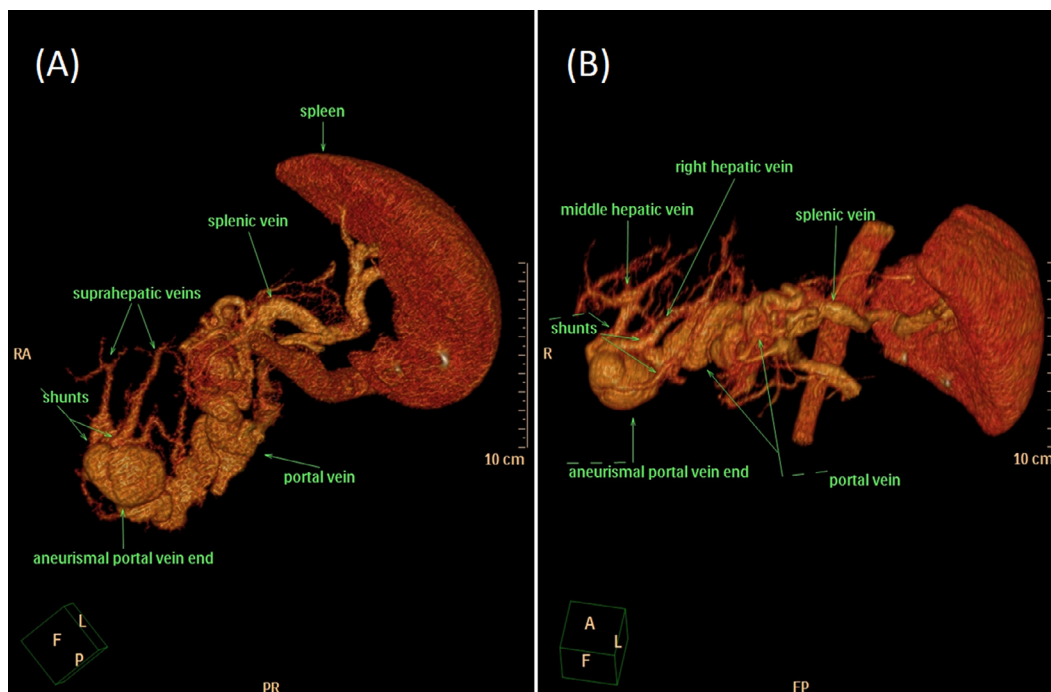 (A)
spleen
splenic vein
suprahepatic veins
RA
shunts
10 cm
portal vein
aneurismal portal vein end
F
L
P
PR
(B)
right hepatic vein
middle hepatic vein
splenic vein
shunts
R
10 cm
aneurismal portal vein end
portal vein
A
L
F